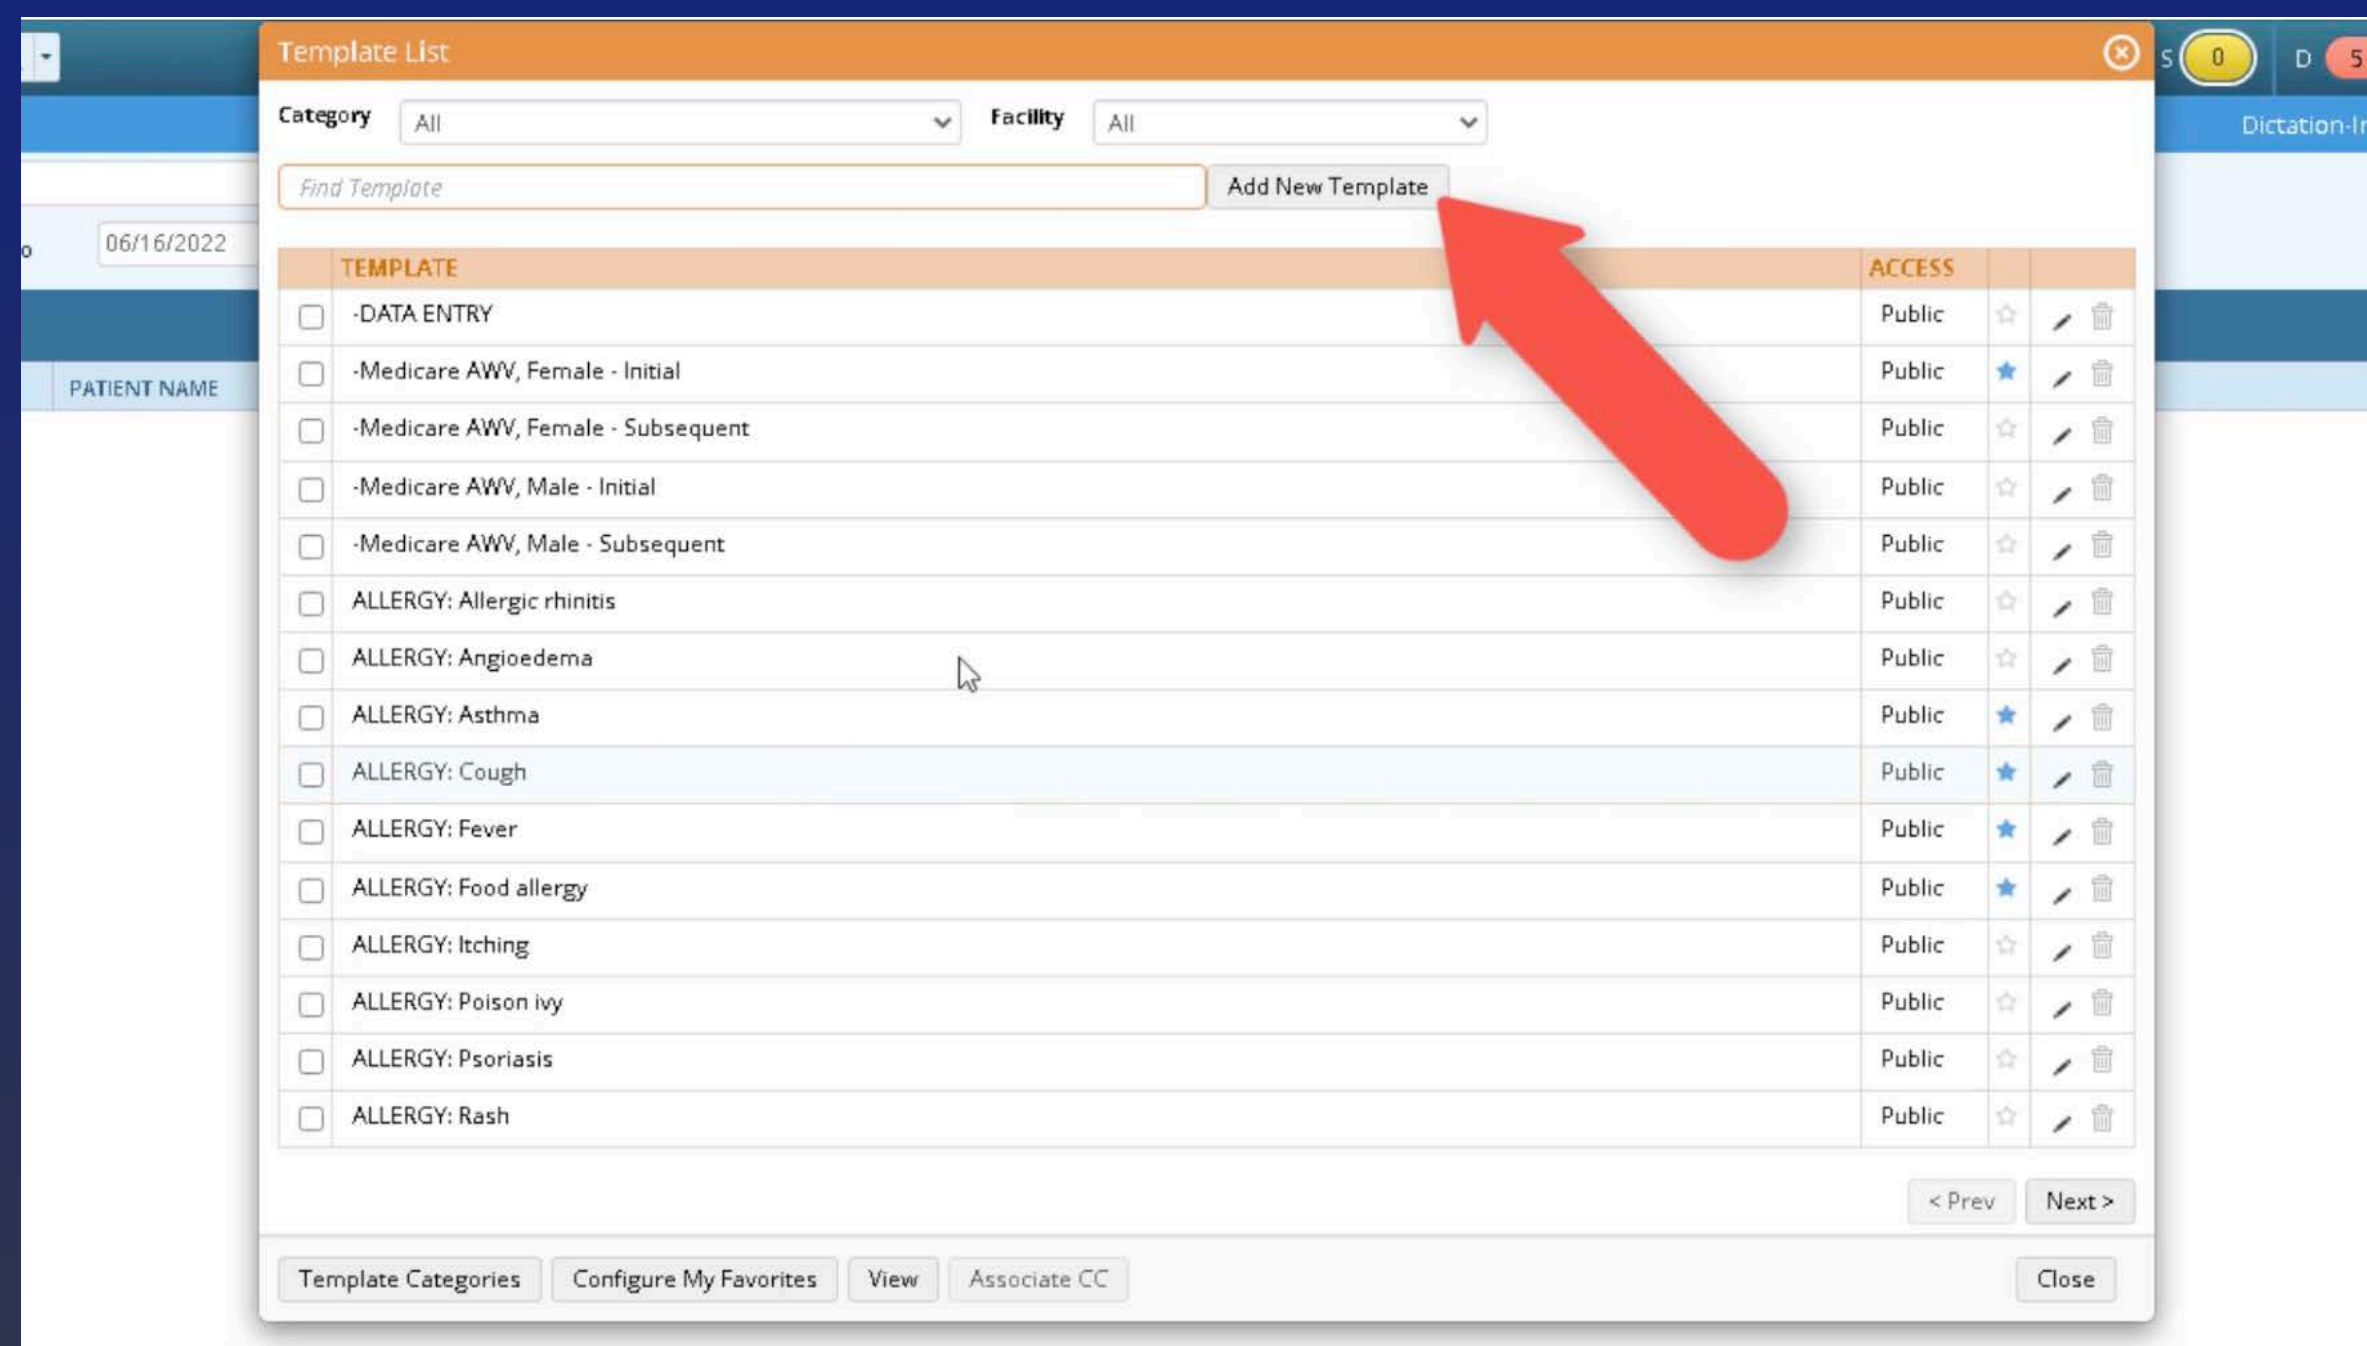 Template List
S 0 D 5
Category All Facility All
Dictation-In
Find Template Add New Template
06/16/2022
TEMPLATE ACCESS
-DATA ENTRY Public
-Medicare AWV, Female - Initial Public
PATIENT NAME
-Medicare AWV, Female - Subsequent Public
-Medicare AWV, Male - Initial Public
-Medicare AWV, Male - Subsequent Public
ALLERGY: Allergic rhinitis Public
ALLERGY: Angioedema Public
ALLERGY: Asthma Public
ALLERGY: Cough Public
ALLERGY: Fever Public
ALLERGY: Food allergy Public
ALLERGY: Itching Public
ALLERGY: Poison ivy Public
ALLERGY: Psoriasis Public
ALLERGY: Rash Public
< Prev Next >
Template Categories Configure My Favorites View Associate CC Close